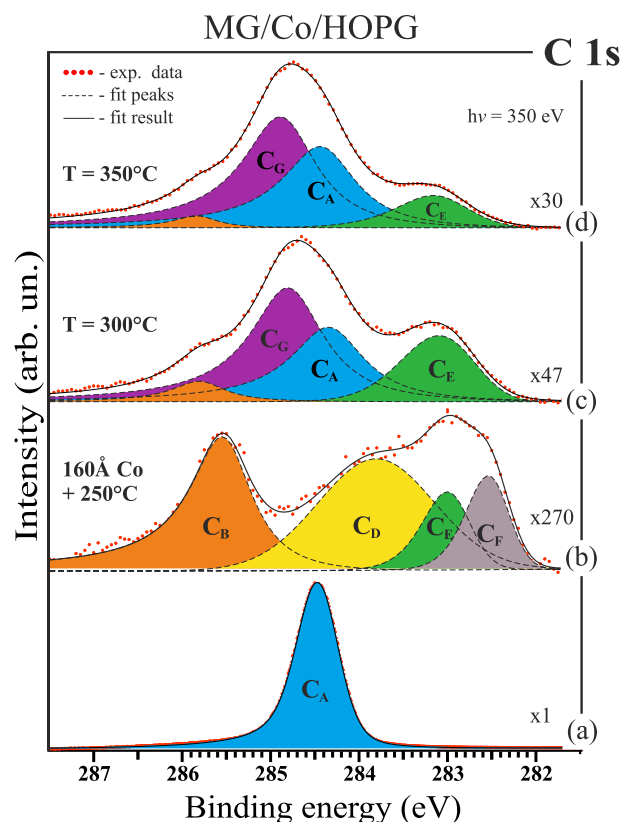 MG/Co/HOPG
C 1s
- exp. data
- fit peaks
- fit result
hν = 350 eV
T = 350°C
C_G
C_A
C_E
x30
(d)
T = 300°C
C_G
C_A
C_E
x47
(c)
160Å Co
+ 250°C
C_B
C_D
C_E
C_F
x270
(b)
C_A
x1
(a)
Intensity (arb. un.)
287 286 285 284 283 282
Binding energy (eV)